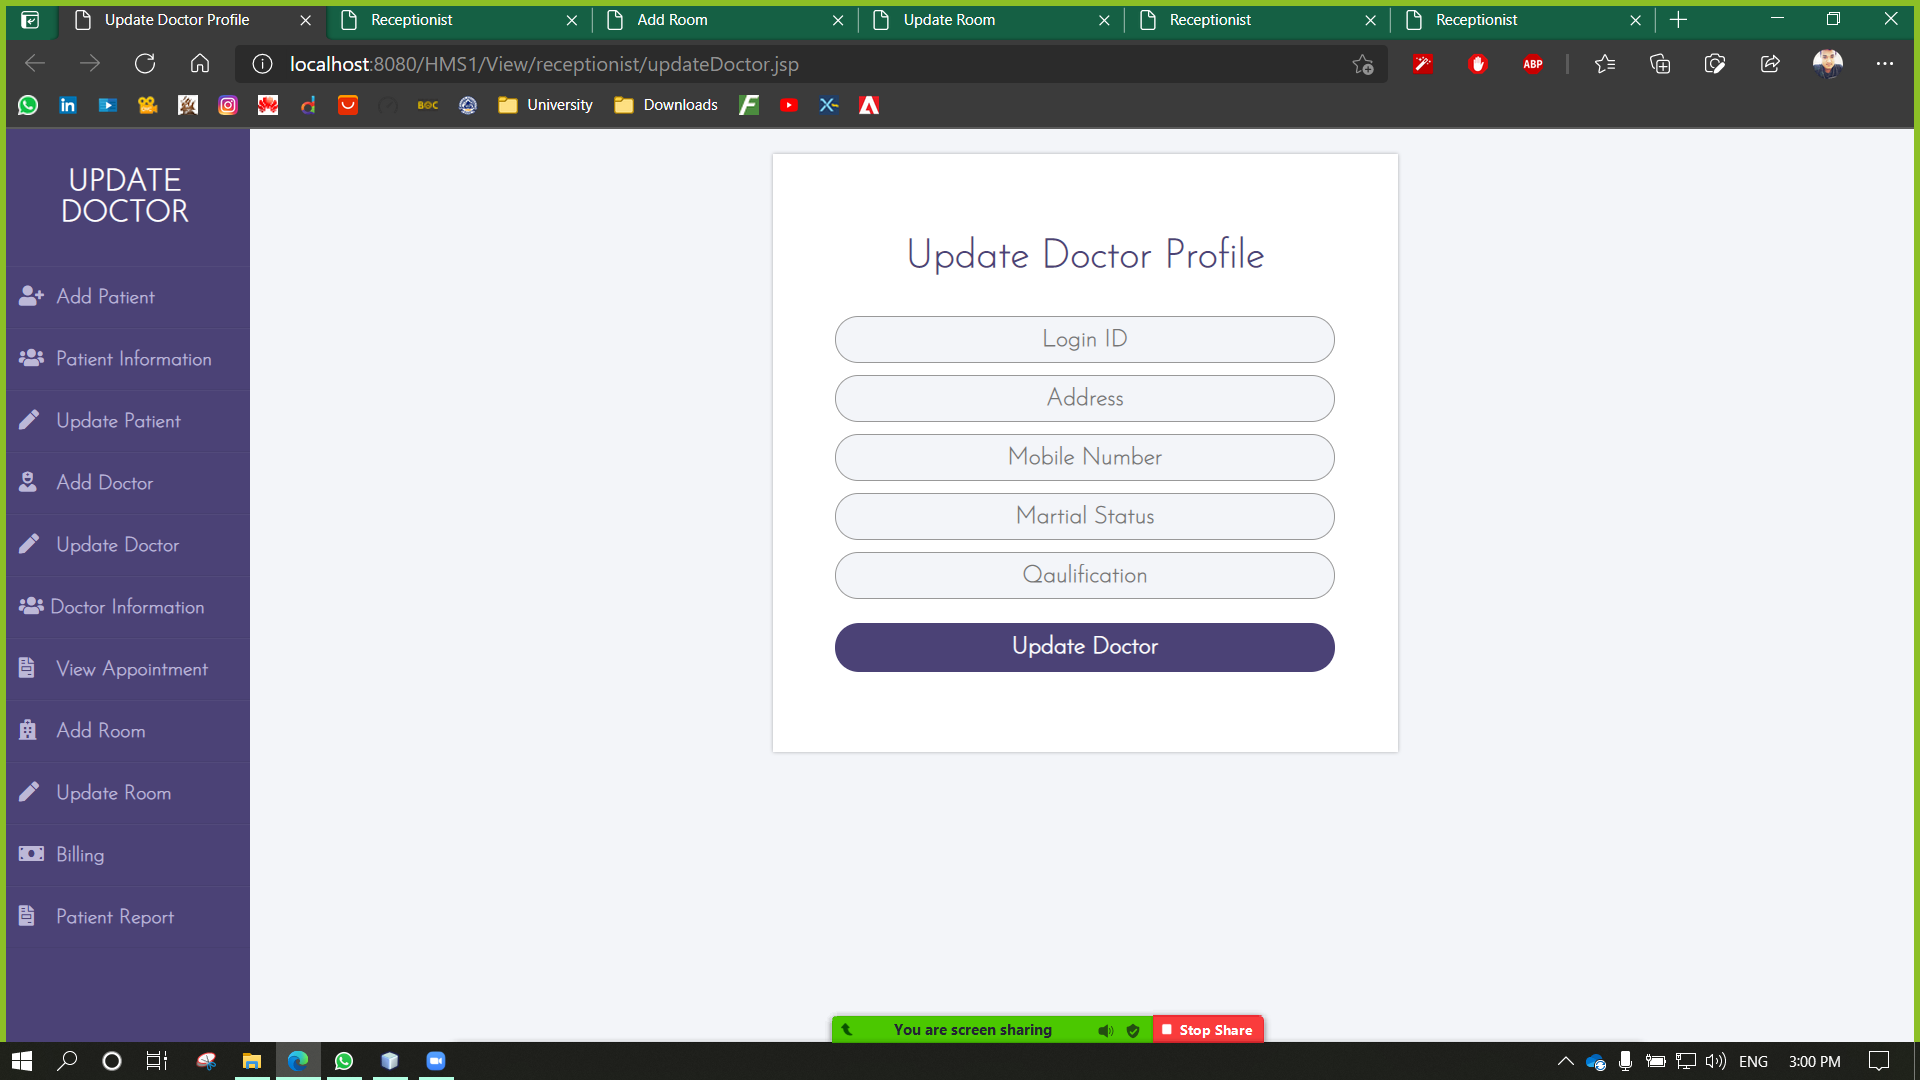 Update Doctor Profile
Receptionist
Add Room
Update Room
Receptionist
Receptionist
localhost:8080/HMS1/View/receptionist/updateDoctor.jsp
ABP
BOC
University
Downloads
UPDATE
DOCTOR
Add Patient
Patient Information
Update Patient
Add Doctor
Update Doctor
Doctor Information
View Appointment
Add Room
Update Room
Billing
Patient Report
Update Doctor Profile
Login ID
Address
Mobile Number
Martial Status
Qaulification
Update Doctor
You are screen sharing
Stop Share
ENG
3:00 PM